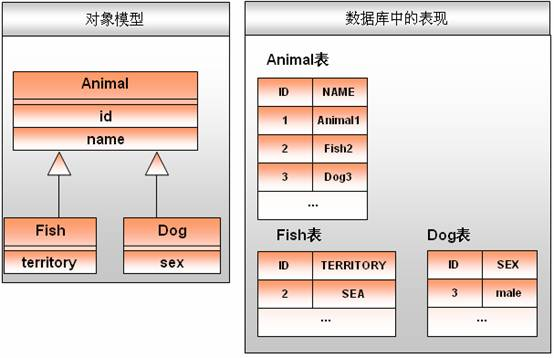 对象模型
Animal
id
name
Fish
territory
Dog
sex
数据库中的表现
Animal表
ID NAME
1 Animal1
2 Fish2
3 Dog3
...
Fish表
ID TERRITORY
2 SEA
...
Dog表
ID SEX
3 male
...